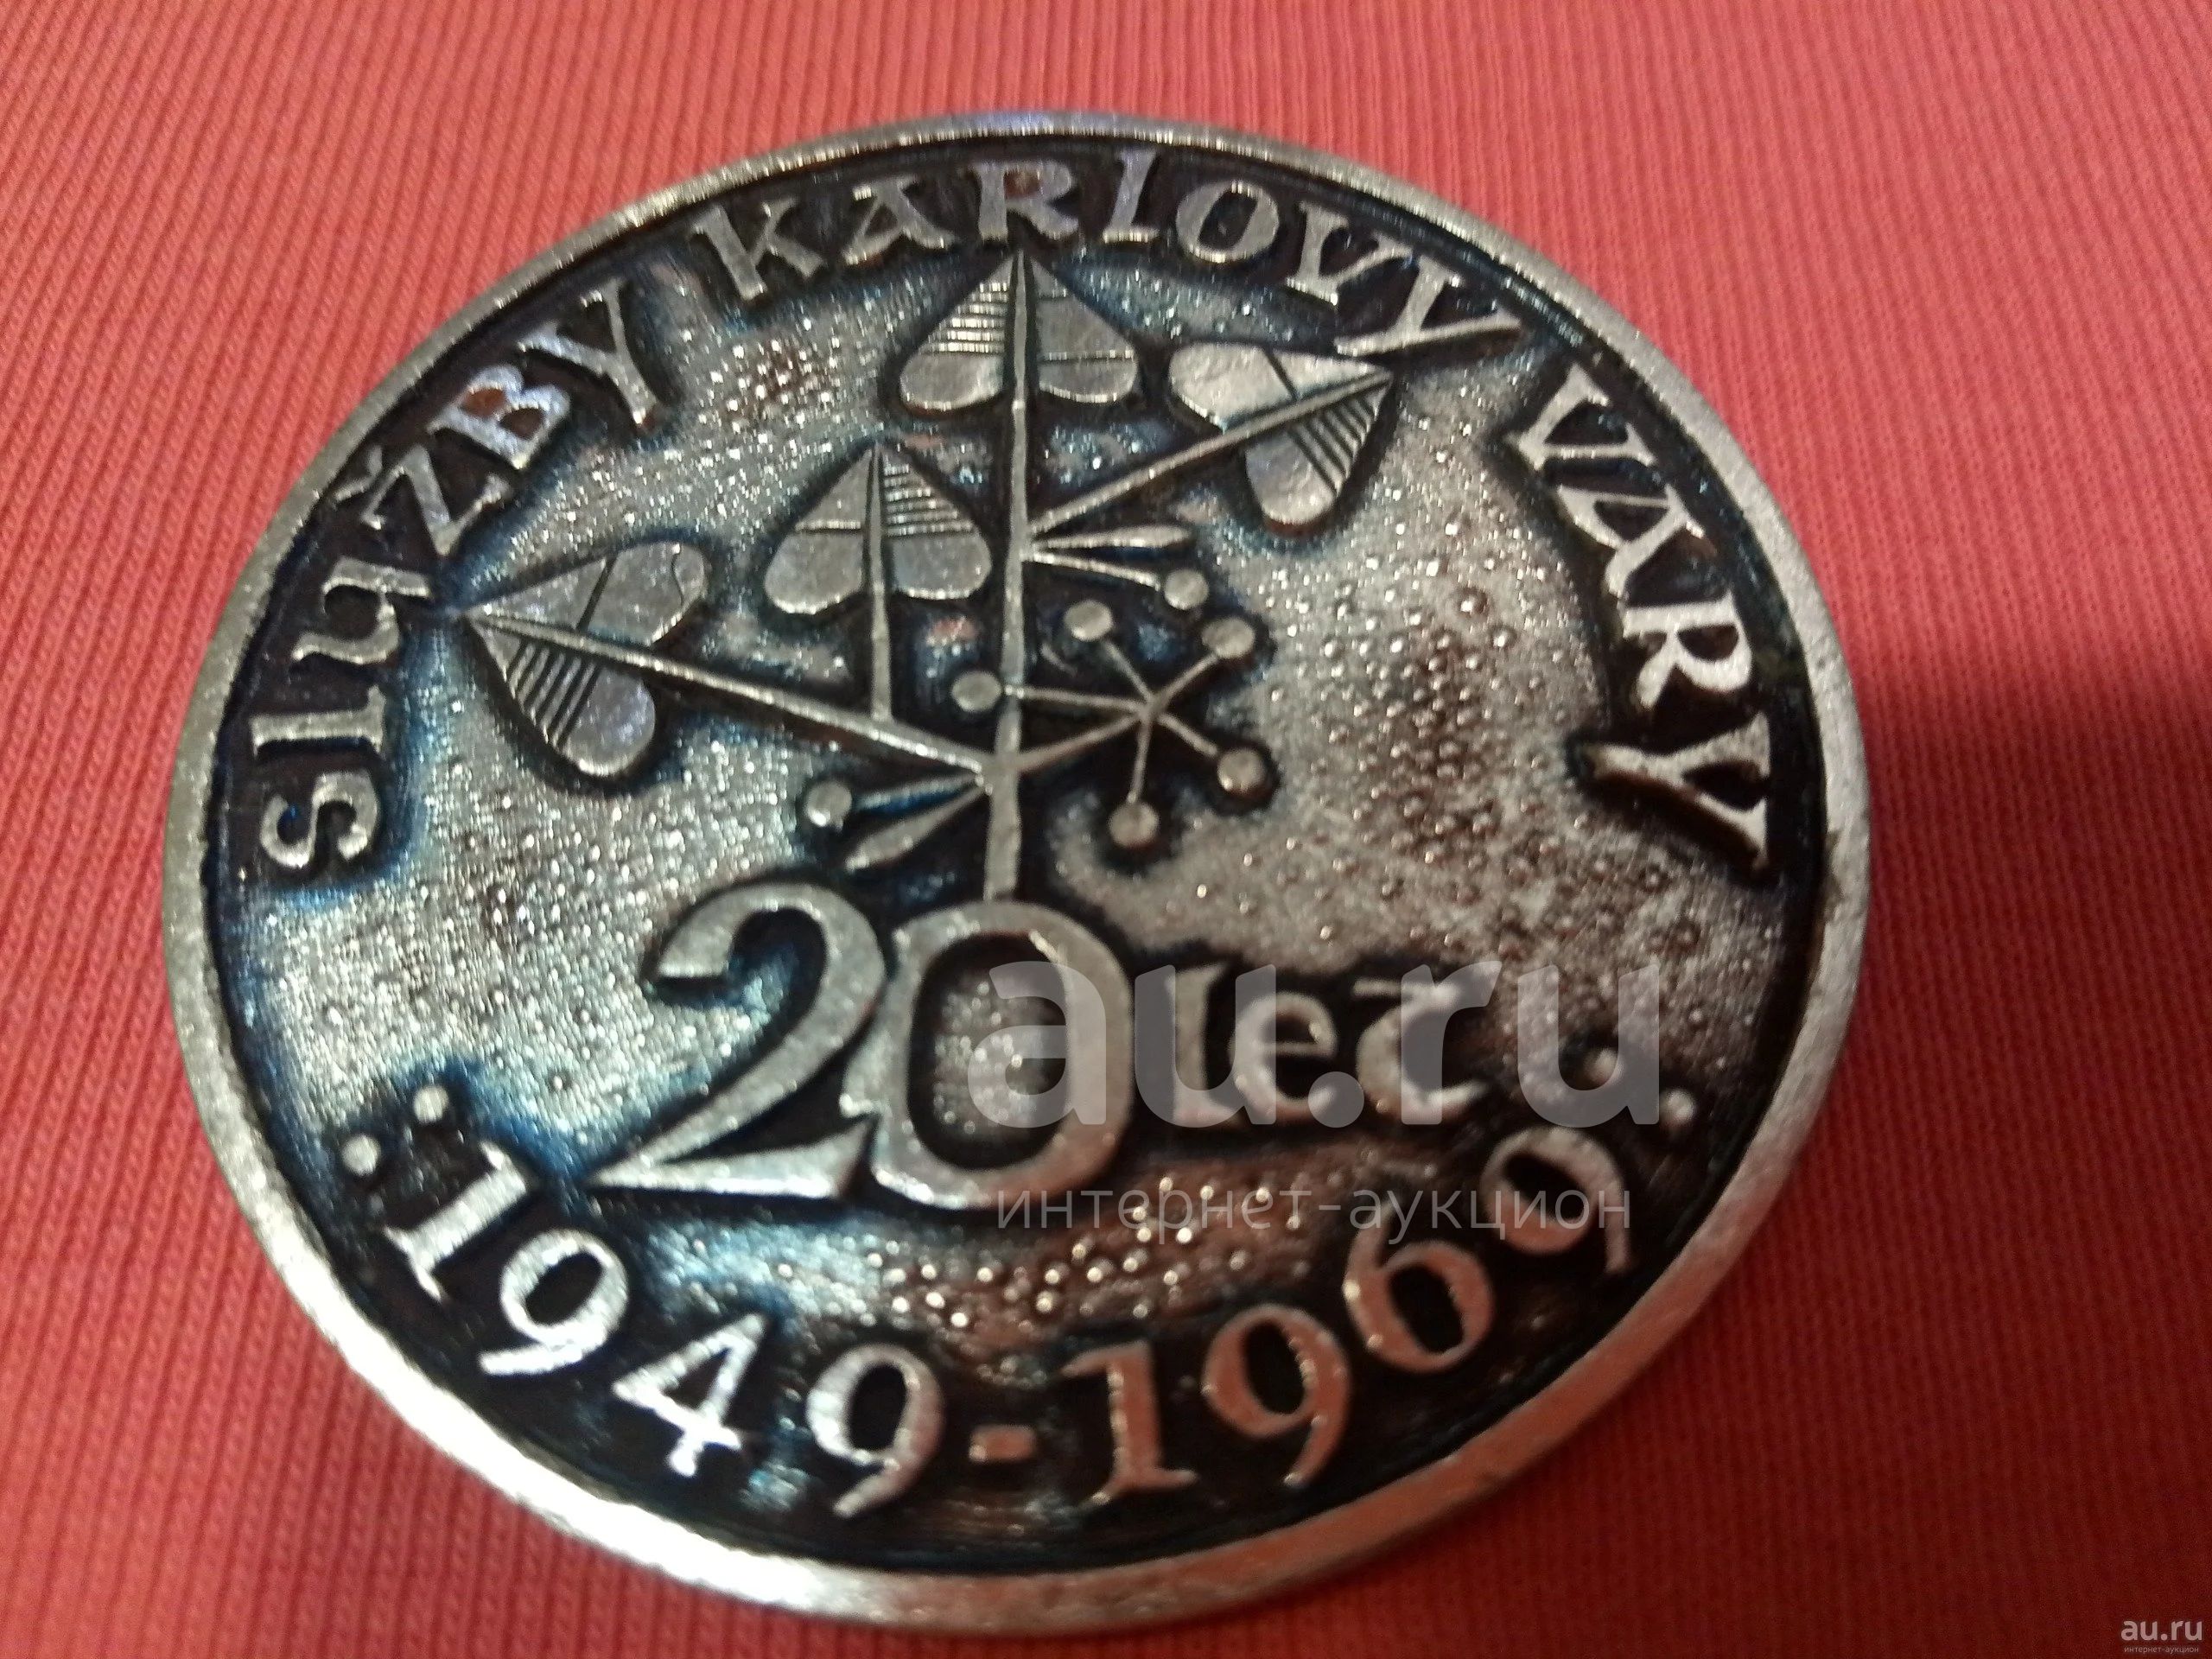 SlUŽBY KARlOVY VARY
20 let
1949-1969
au.ru
интернет-аукцион
au.ru
интернет-аукцион